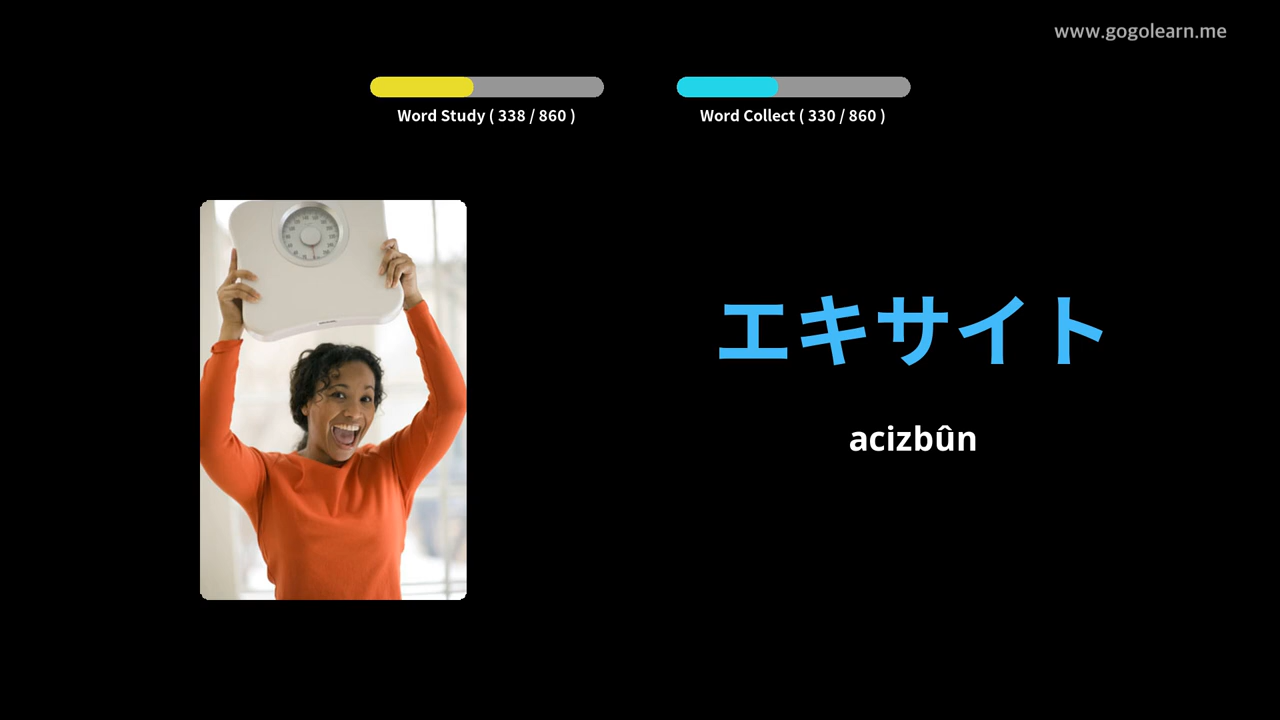 www.gogolearn.me
Word Study ( 338 / 860 )
Word Collect ( 330 / 860 )
エキサイト
acizbûn